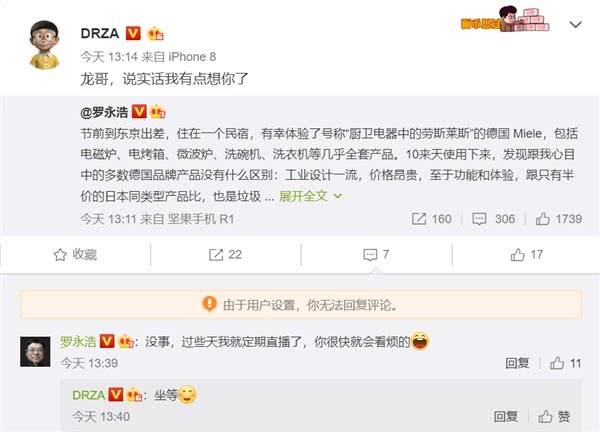 DRZA
今天 13:14 来自 iPhone 8
龙哥，说实话我有点想你了
@罗永浩
节前到东京出差，住在一个民宿，有幸体验了号称“厨卫电器中的劳斯莱斯”的德国 Miele，包括
电磁炉、电烤箱、微波炉、洗碗机、洗衣机等几乎全套产品。10来天使用下来，发现跟我心目
中的多数德国品牌产品没有什么区别：工业设计一流，价格昂贵，至于功能和体验，跟只有半
价的日本同类型产品比，也是垃圾 ... 展开全文
今天 13:11 来自 坚果手机 R1
160 306 1739
收藏 22 7 17
由于用户设置，你无法回复评论。
罗永浩 ：没事，过些天我就定期直播了，你很快就会看烦的
今天 13:39 回复 11
DRZA ：坐等
今天 13:40 回复 赞